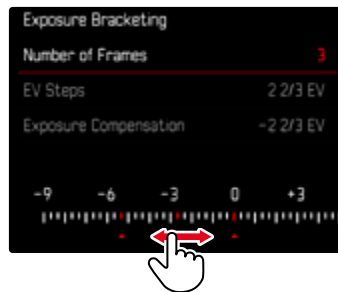 Exposure Bracketing
Number of Frames 3
EV Steps 2 2/3 EV
Exposure Compensation -2 2/3 EV
-9 -6 -3 0 +3